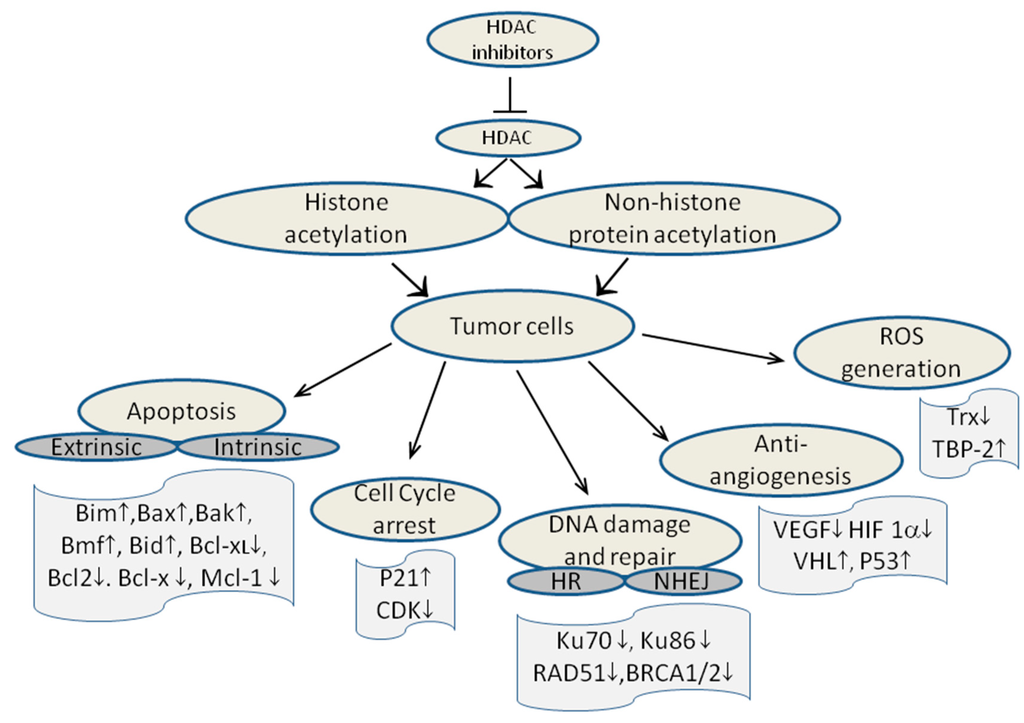 HDAC
inhibitors
HDAC
Histone
acetylation
Non-histone
protein acetylation
Tumor cells
ROS
generation
Trx↓
TBP-2↑
Apoptosis
Extrinsic
Intrinsic
Bim↑,Bax↑,Bak↑,
Bmf↑, Bid↑, Bcl-xʟ↓,
Bcl2↓. Bcl-x ↓, Mcl-1 ↓
Cell Cycle
arrest
P21↑
CDK↓
DNA damage
and repair
HR
NHEJ
Ku70 ↓, Ku86 ↓
RAD51↓,BRCA1/2↓
Anti-
angiogenesis
VEGF↓ HIF 1α↓
VHL↑, P53↑